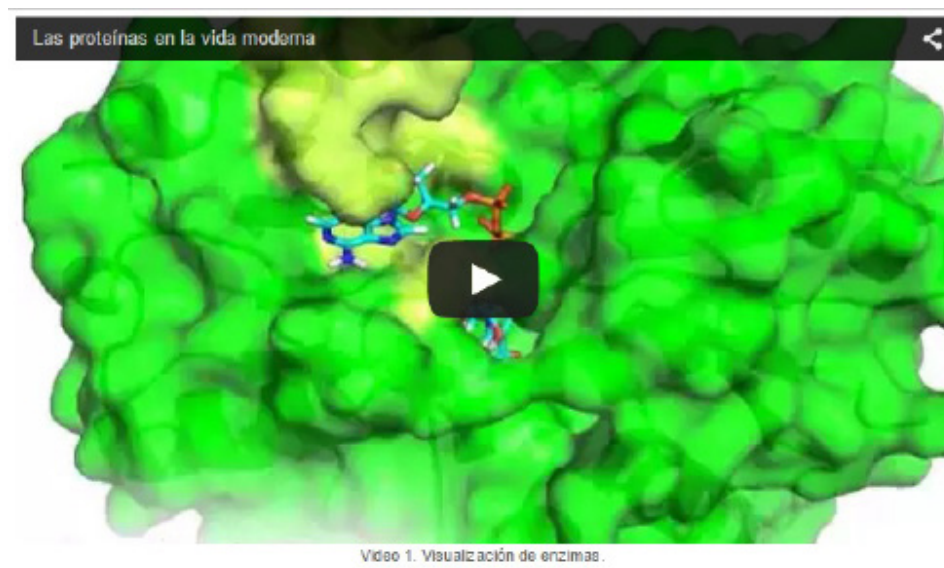 Las proteínas en la vida moderna
Video 1. Visualización de enzimas.